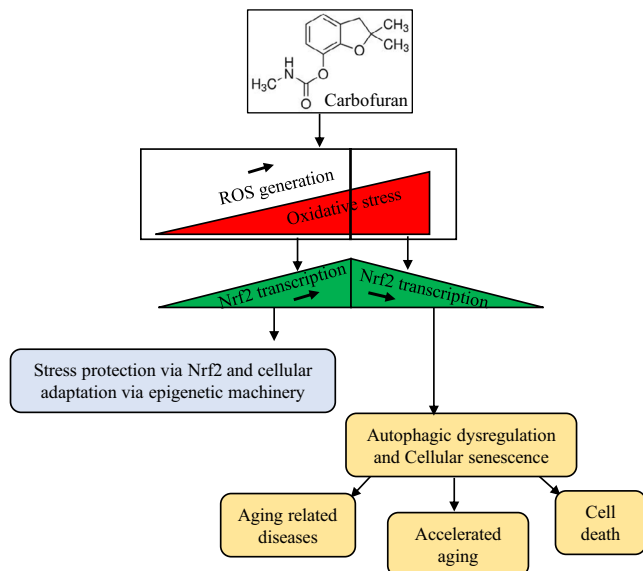 CH₃
CH₃
O
H
N
O
H₃C
O
Carbofuran
ROS generation
Oxidative stress
Nrf2 transcription
Nrf2 transcription
Stress protection via Nrf2 and cellular
adaptation via epigenetic machinery
Autophagic dysregulation
and Cellular senescence
Aging related
diseases
Accelerated
aging
Cell
death